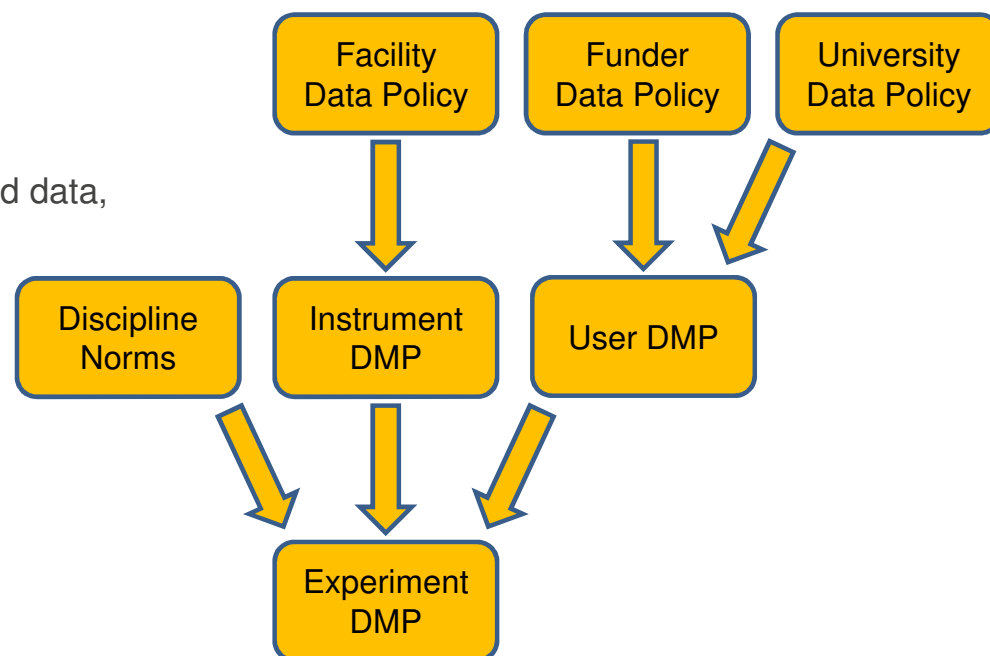 Facility
Data Policy
Funder
Data Policy
University
Data Policy
d data,
Discipline
Norms
Instrument
DMP
User DMP
Experiment
DMP